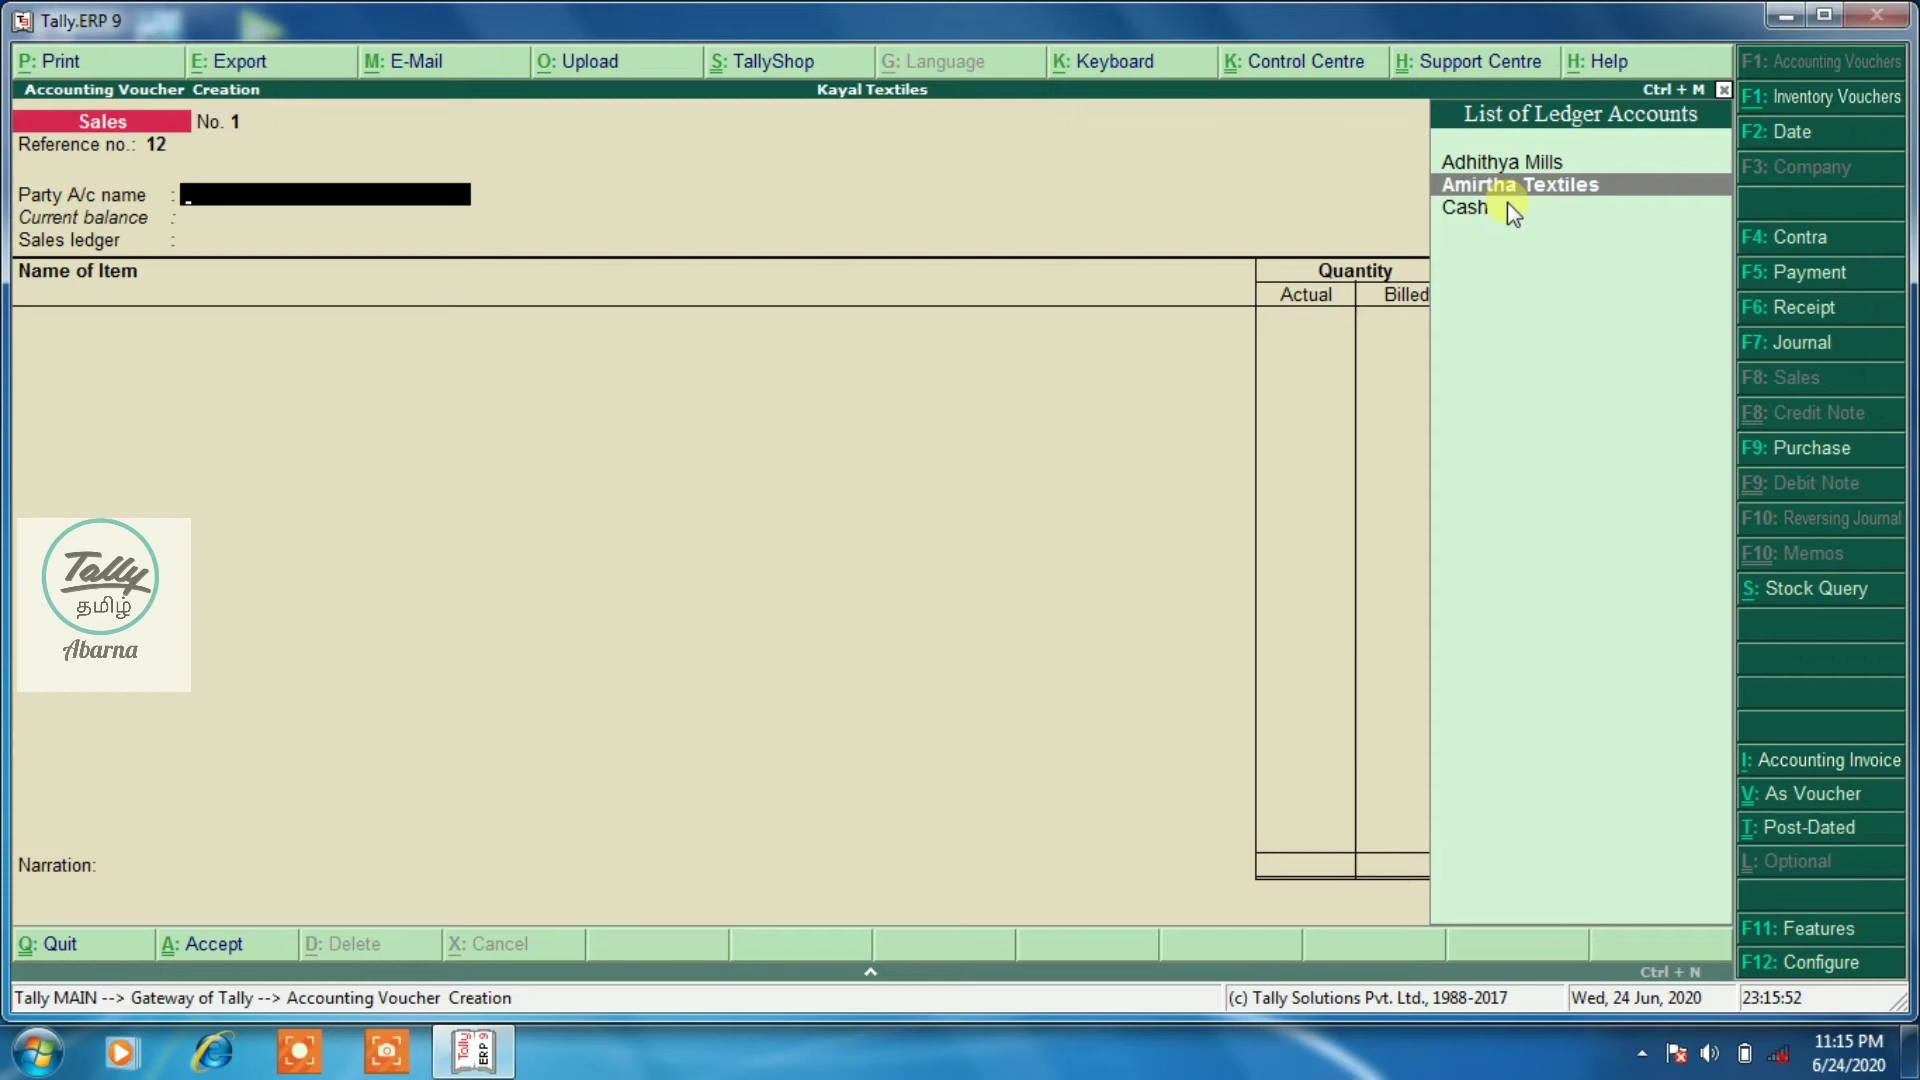 Tally.ERP 9
P: Print
E: Export
M: E-Mail
O: Upload
S: TallyShop
G: Language
K: Keyboard
K: Control Centre
H: Support Centre
H: Help
Accounting Voucher Creation
Kayal Textiles
Ctrl + M
Sales No. 1
Reference no.: 12
Party A/c name :
Current balance :
Sales ledger :
Name of Item
Quantity
Actual
Billed
List of Ledger Accounts
Adhithya Mills
Amirtha Textiles
Cash
Tally
தமிழ்
Abarna
Narration:
F1: Accounting Vouchers
F1: Inventory Vouchers
F2: Date
F3: Company
F4: Contra
F5: Payment
F6: Receipt
F7: Journal
F8: Sales
F8: Credit Note
F9: Purchase
F9: Debit Note
F10: Reversing Journal
F10: Memos
S: Stock Query
I: Accounting Invoice
V: As Voucher
T: Post-Dated
L: Optional
F11: Features
F12: Configure
Q: Quit
A: Accept
D: Delete
X: Cancel
Ctrl + N
Tally MAIN --> Gateway of Tally --> Accounting Voucher Creation
(c) Tally Solutions Pvt. Ltd., 1988-2017
Wed, 24 Jun, 2020
23:15:52
Tally
ERP 9
11:15 PM
6/24/2020